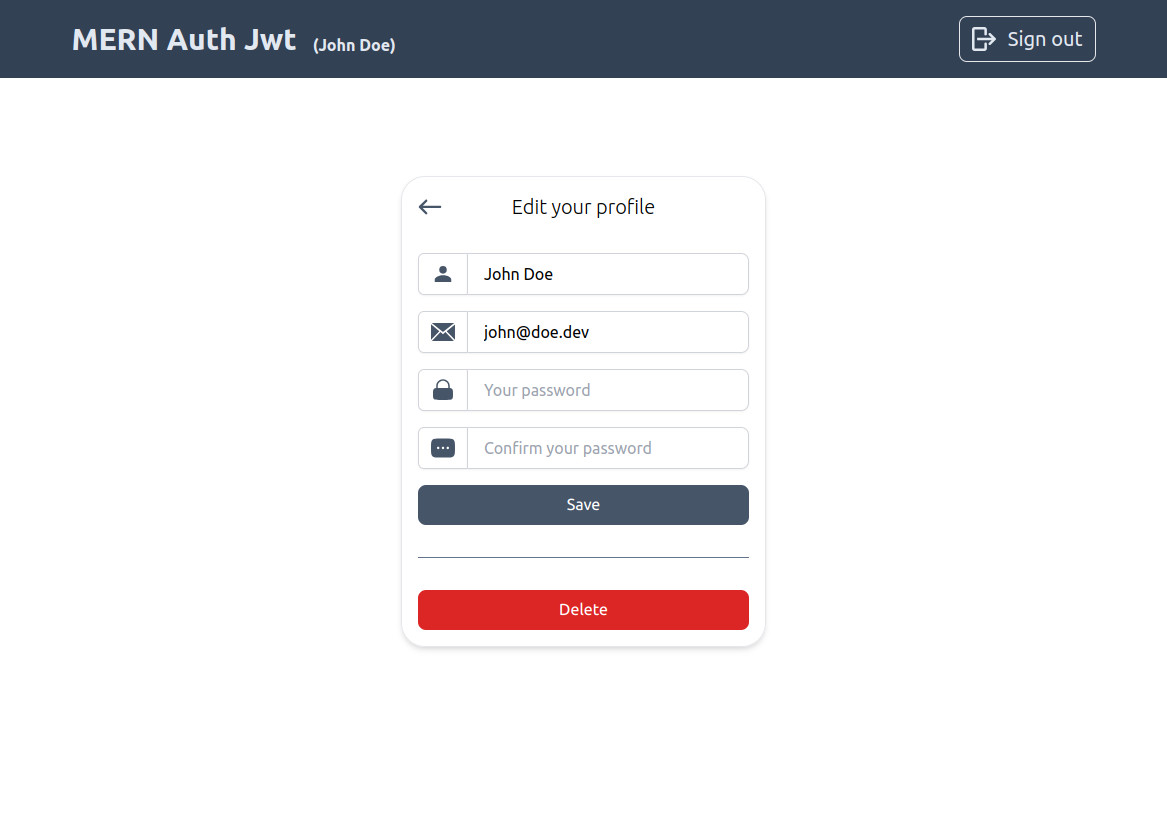 MERN Auth Jwt (John Doe)
Sign out
Edit your profile
John Doe
john@doe.dev
Your password
Confirm your password
Save
Delete